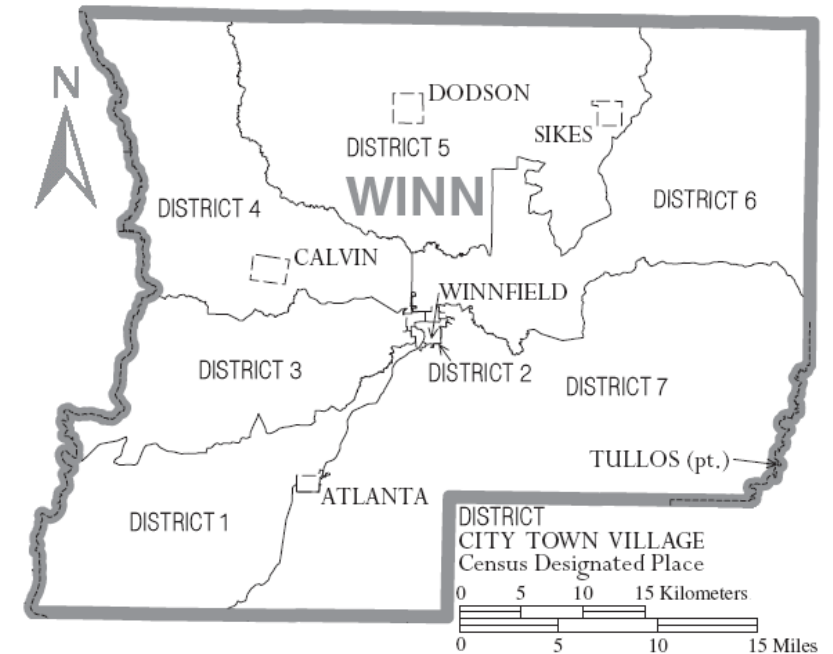 N
DODSON
SIKES
DISTRICT 5
WINN
DISTRICT 4
DISTRICT 6
CALVIN
WINNFIELD
DISTRICT 3
DISTRICT 2
DISTRICT 7
TULLOS (pt.)
ATLANTA
DISTRICT 1
DISTRICT
CITY TOWN VILLAGE
Census Designated Place
0 5 10 15 Kilometers
0 5 10 15 Miles